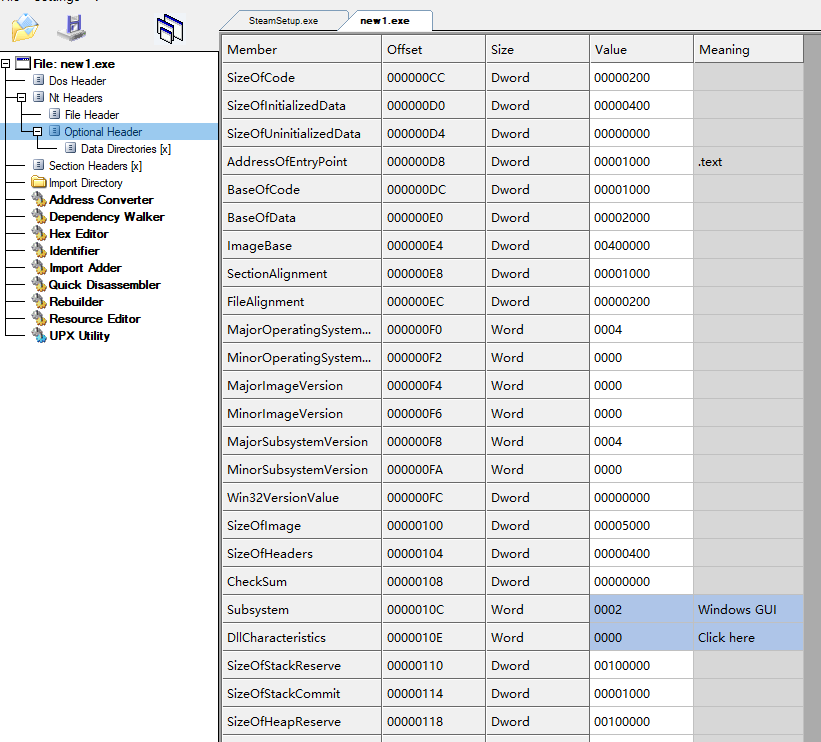 SteamSetup.exe
new1.exe
File: new1.exe
Dos Header
Nt Headers
File Header
Optional Header
Data Directories [x]
Section Headers [x]
Import Directory
Address Converter
Dependency Walker
Hex Editor
Identifier
Import Adder
Quick Disassembler
Rebuilder
Resource Editor
UPX Utility
Member Offset Size Value Meaning
SizeOfCode 000000CC Dword 00000200
SizeOfInitializedData 000000D0 Dword 00000400
SizeOfUninitializedData 000000D4 Dword 00000000
AddressOfEntryPoint 000000D8 Dword 00001000 .text
BaseOfCode 000000DC Dword 00001000
BaseOfData 000000E0 Dword 00002000
ImageBase 000000E4 Dword 00400000
SectionAlignment 000000E8 Dword 00001000
FileAlignment 000000EC Dword 00000200
MajorOperatingSystem... 000000F0 Word 0004
MinorOperatingSystem... 000000F2 Word 0000
MajorImageVersion 000000F4 Word 0000
MinorImageVersion 000000F6 Word 0000
MajorSubsystemVersion 000000F8 Word 0004
MinorSubsystemVersion 000000FA Word 0000
Win32VersionValue 000000FC Dword 00000000
SizeOfImage 00000100 Dword 00005000
SizeOfHeaders 00000104 Dword 00000400
CheckSum 00000108 Dword 00000000
Subsystem 0000010C Word 0002 Windows GUI
DllCharacteristics 0000010E Word 0000 Click here
SizeOfStackReserve 00000110 Dword 00100000
SizeOfStackCommit 00000114 Dword 00001000
SizeOfHeapReserve 00000118 Dword 00100000